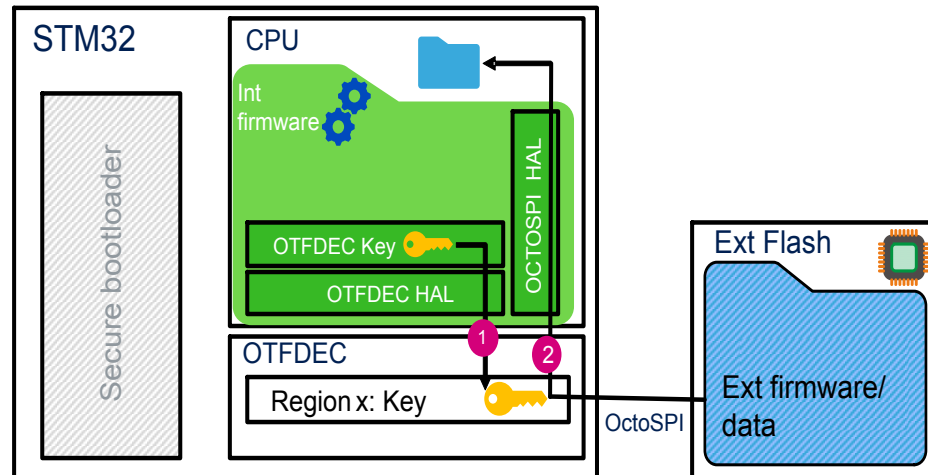 STM32
Secure bootloader
CPU
Int
firmware
OCTOSPI HAL
OTFDEC Key
OTFDEC HAL
1
2
OTFDEC
Region x: Key
OctoSPI
Ext Flash
Ext firmware/
data